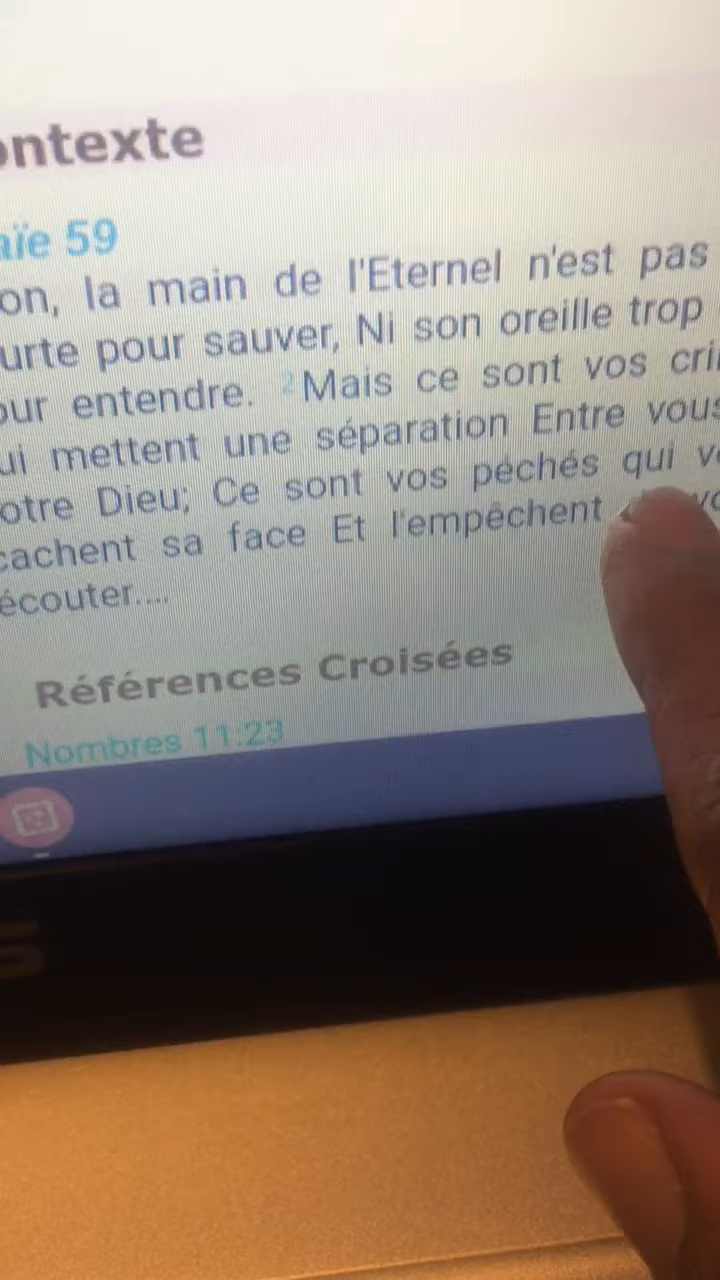 ontexte
aïe 59
on, la main de l'Eternel n'est pas
urte pour sauver, Ni son oreille trop
our entendre. 2 Mais ce sont vos cri
ui mettent une séparation Entre vous
otre Dieu; Ce sont vos péchés qui v
cachent sa face Et l'empêchent
écouter....
Références Croisées
Nombres 11:23
S